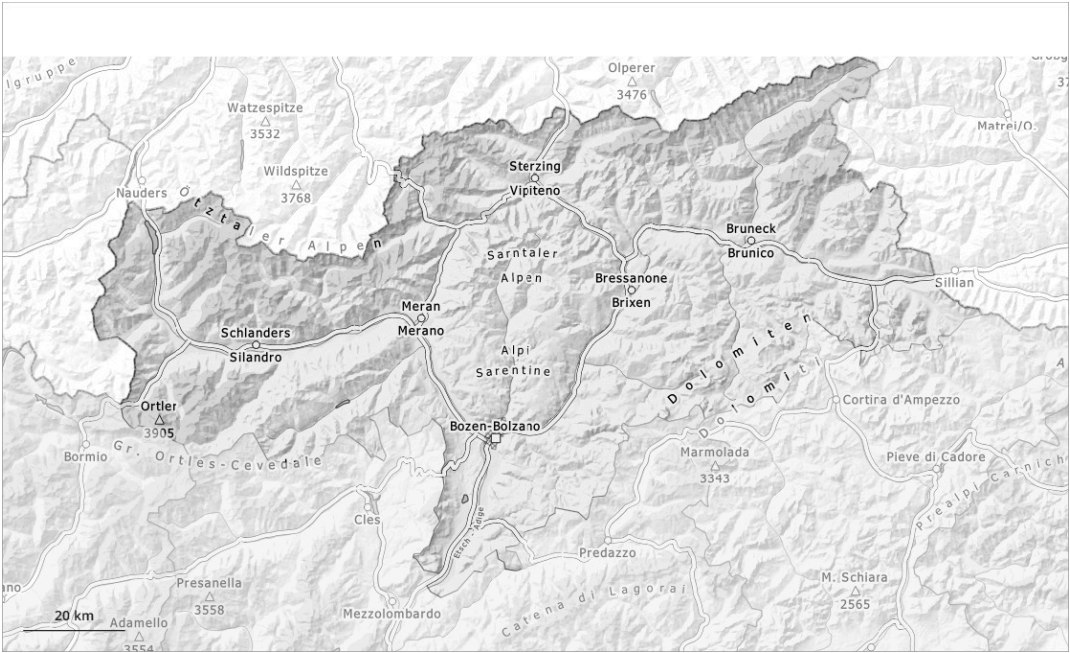 lgruppe
Olperer
3476
Watzespitze
3532
Matrei/O.
Wildspitze
3768
Sterzing
Vipiteno
Nauders
Ötztaler Alpen
Bruneck
Brunico
Sarntaler
Alpen
Bressanone
Brixen
Sillian
Meran
Merano
Schlanders
Silandro
Alpi
Sarentine
Dolomiten
Dolomiti
Ortler
3905
Cortina d'Ampezzo
Bozen-Bolzano
Gr. Ortles-Cevedale
Bormio
Marmolada
3343
Pieve di Cadore
Prealpi Carnich
Cles
Etsch - Adige
Predazzo
ano
Presanella
3558
M. Schiara
2565
Catena di Lagorai
Mezzolombardo
20 km
Adamello
3554